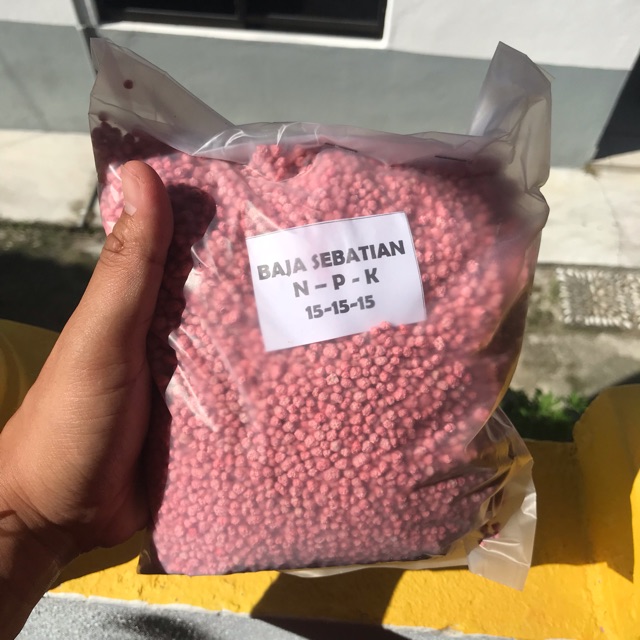 BAJA SEBATIAN
N – P - K
15-15-15